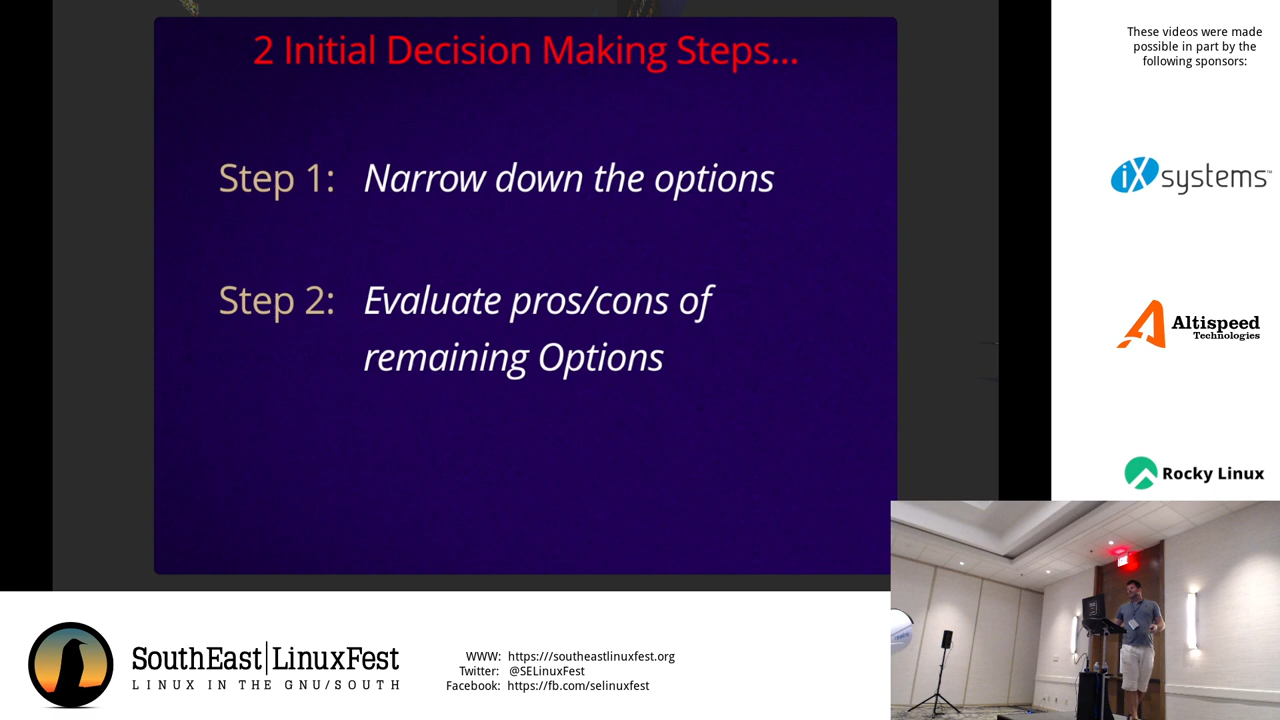 2 Initial Decision Making Steps...
Step 1: Narrow down the options
Step 2: Evaluate pros/cons of
remaining Options
These videos were made
possible in part by the
following sponsors:
iXsystems™
Altispeed
Technologies
Rocky Linux
SouthEast|LinuxFest
LINUX IN THE GNU/SOUTH
WWW: https:///southeastlinuxfest.org
Twitter: @SELinuxFest
Facebook: https://fb.com/selinuxfest